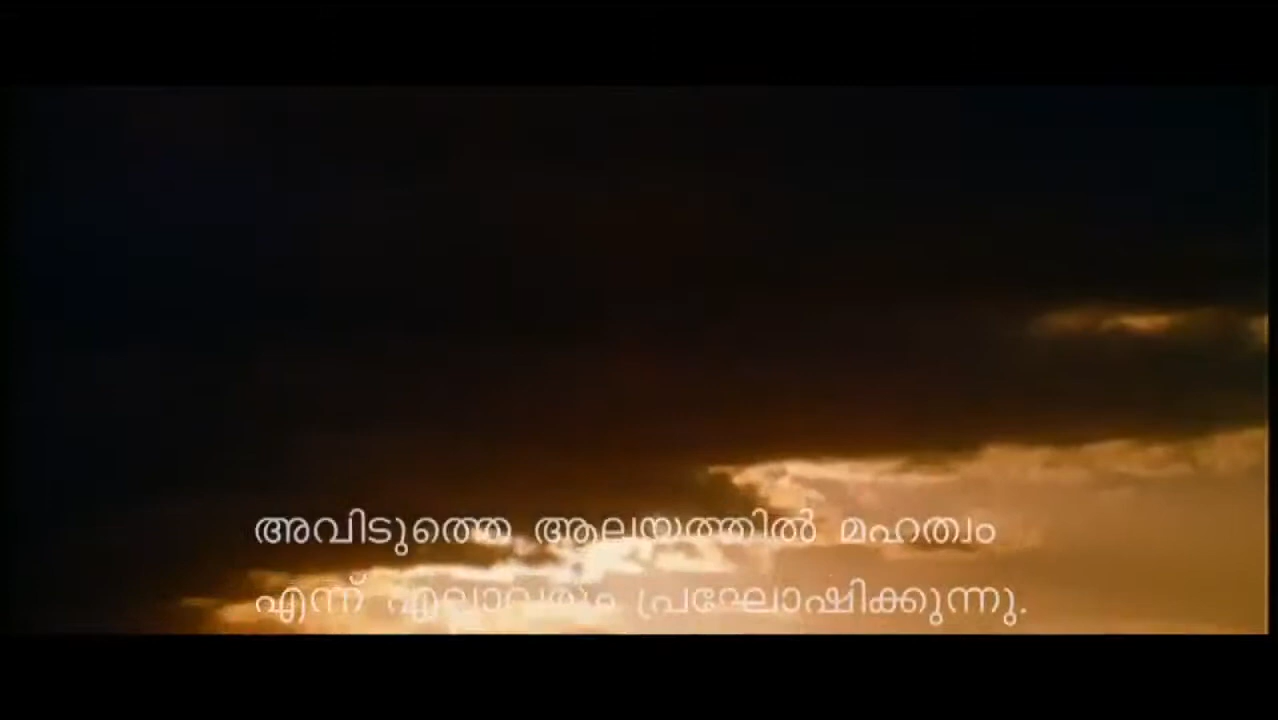 അവിടുത്തെ ആലയത്തിൽ മഹത്വം
എന്ന് എല്ലാവരും പ്രഘോഷിക്കുന്നു.